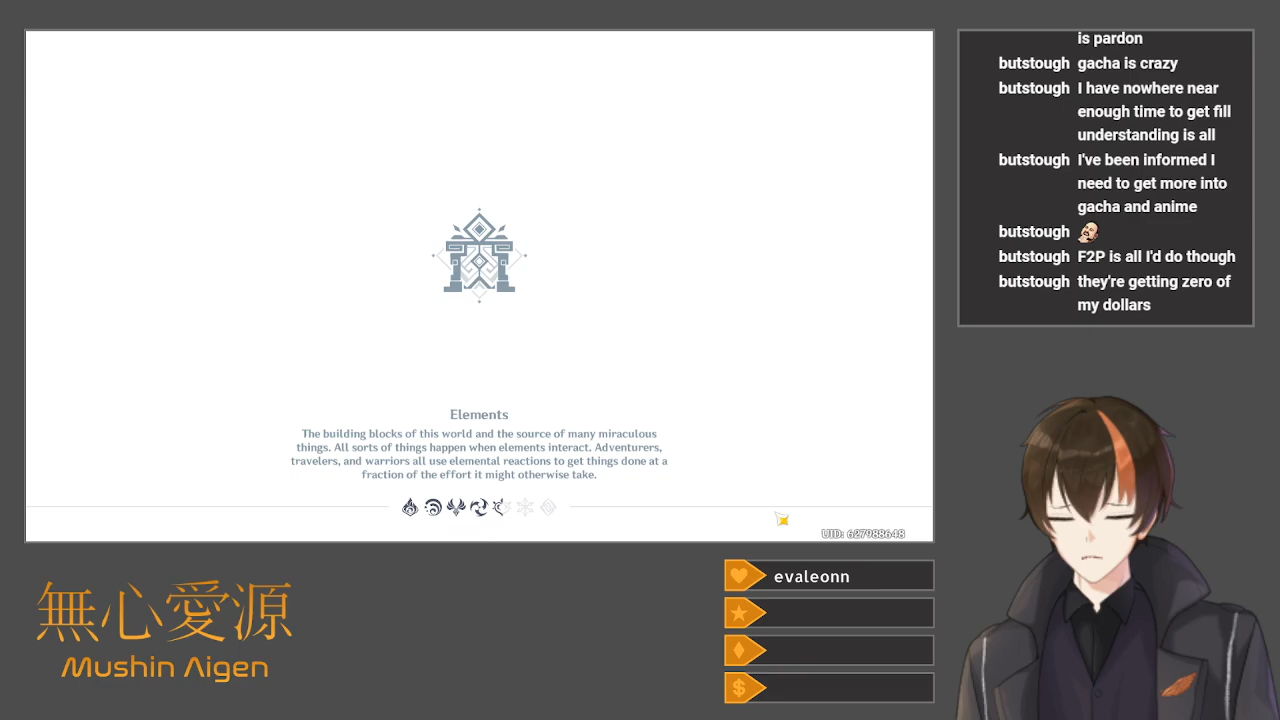 is pardon
butstough gacha is crazy
butstough I have nowhere near
enough time to get fill
understanding is all
butstough I've been informed I
need to get more into
gacha and anime
butstough
butstough F2P is all I'd do though
butstough they're getting zero of
my dollars
Elements
The building blocks of this world and the source of many miraculous
things. All sorts of things happen when elements interact. Adventurers,
travelers, and warriors all use elemental reactions to get things done at a
fraction of the effort it might otherwise take.
UID: 627988648
無心愛源
Mushin Aigen
evaleonn